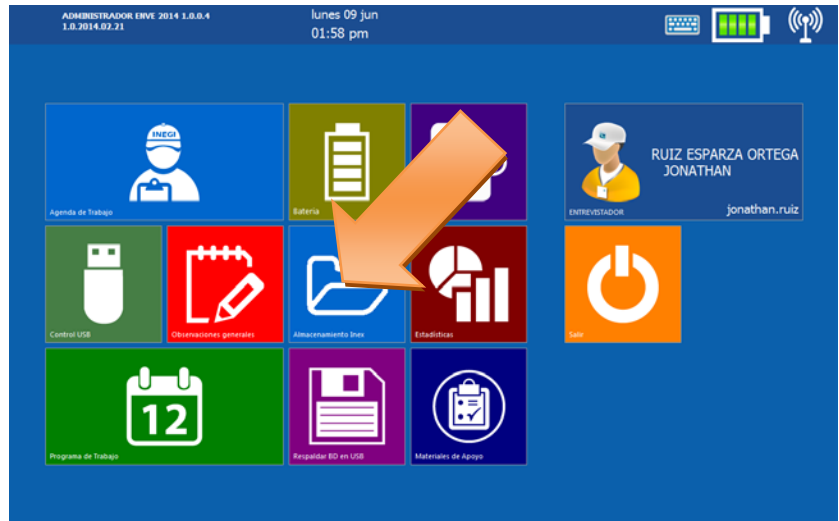 ADMINISTRADOR ENVE 2014 1.0.0.4
1.0.2014.02.21
lunes 09 jun
01:58 pm
INEGI
Agenda de Trabajo
Bateria
RUIZ ESPARZA ORTEGA
JONATHAN
ENTREVISTADOR
jonathan.ruiz
Control USB
Observaciones generales
Almacenamiento Inex
Estadísticas
Salir
12
Programa de Trabajo
Respaldar BD en USB
Materiales de Apoyo